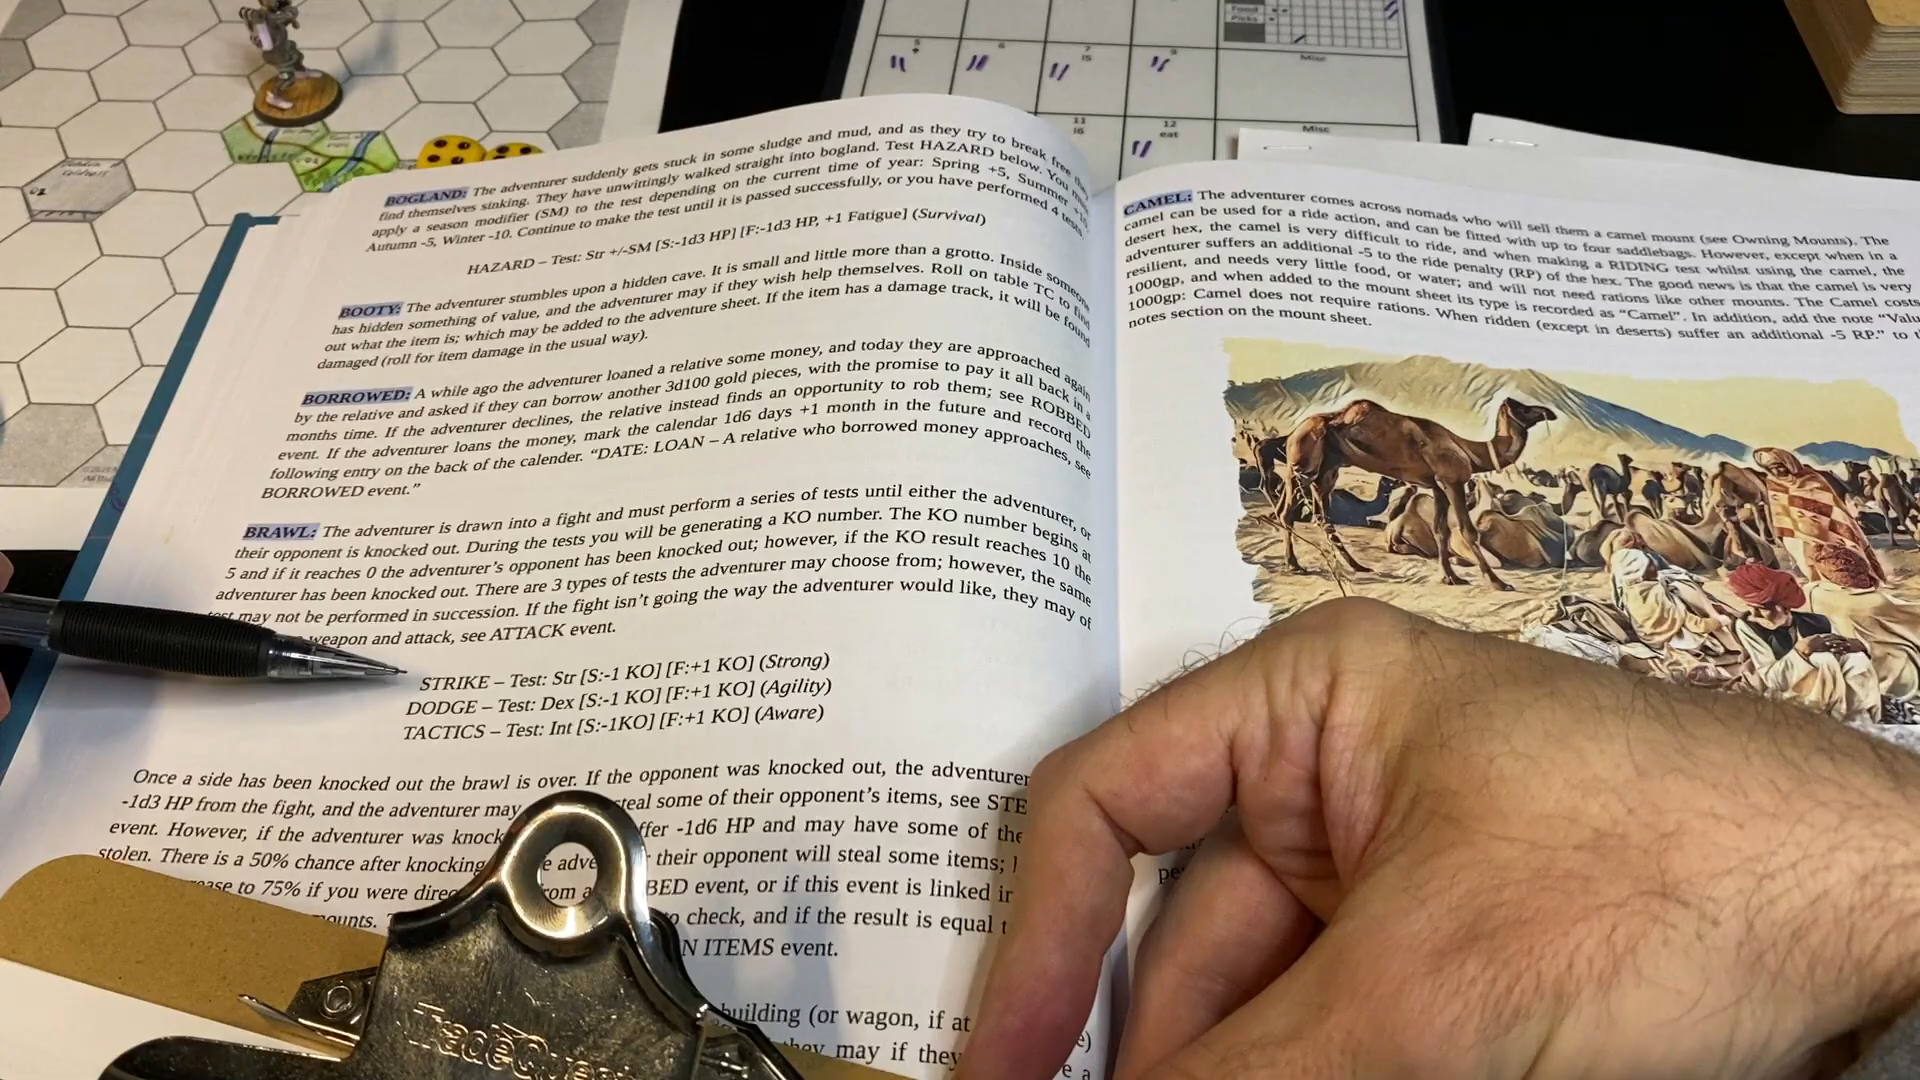 Food
Picks
5
6
7
15
9
Misc
11
16
12
eat
Misc
BOGLAND: The adventurer suddenly gets stuck in some sludge and mud, and as they try to break free they
find themselves sinking. They have unwittingly walked straight into bogland. Test HAZARD below. You must
apply a season modifier (SM) to the test depending on the current time of year: Spring +5, Summer +10,
Autumn -5, Winter -10. Continue to make the test until it is passed successfully, or you have performed 4 tests.
HAZARD – Test: Str +/-SM [S:-1d3 HP] [F:-1d3 HP, +1 Fatigue] (Survival)
BOOTY: The adventurer stumbles upon a hidden cave. It is small and little more than a grotto. Inside someone
has hidden something of value, and the adventurer may if they wish help themselves. Roll on table TC to find
out what the item is; which may be added to the adventure sheet. If the item has a damage track, it will be found
damaged (roll for item damage in the usual way).
BORROWED: A while ago the adventurer loaned a relative some money, and today they are approached again
by the relative and asked if they can borrow another 3d100 gold pieces, with the promise to pay it all back in a
months time. If the adventurer declines, the relative instead finds an opportunity to rob them; see ROBBED
event. If the adventurer loans the money, mark the calendar 1d6 days +1 month in the future and record the
following entry on the back of the calender. “DATE: LOAN – A relative who borrowed money approaches, see
BORROWED event.”
BRAWL: The adventurer is drawn into a fight and must perform a series of tests until either the adventurer, or
their opponent is knocked out. During the tests you will be generating a KO number. The KO number begins at
5 and if it reaches 0 the adventurer’s opponent has been knocked out; however, if the KO result reaches 10 the
adventurer has been knocked out. There are 3 types of tests the adventurer may choose from; however, the same
test may not be performed in succession. If the fight isn’t going the way the adventurer would like, they may of
weapon and attack, see ATTACK event.
STRIKE – Test: Str [S:-1 KO] [F:+1 KO] (Strong)
DODGE – Test: Dex [S:-1 KO] [F:+1 KO] (Agility)
TACTICS – Test: Int [S:-1KO] [F:+1 KO] (Aware)
Once a side has been knocked out the brawl is over. If the opponent was knocked out, the adventurer
-1d3 HP from the fight, and the adventurer may steal some of their opponent’s items, see STE
event. However, if the adventurer was knock ffer -1d6 HP and may have some of the
stolen. There is a 50% chance after knocking e adve their opponent will steal some items;
ase to 75% if you were direc from a BED event, or if this event is linked
ounts. o check, and if the result is equal
N ITEMS event.
building (or wagon, if at
they may if they
CAMEL: The adventurer comes across nomads who will sell them a camel mount (see Owning Mounts). The
camel can be used for a ride action, and can be fitted with up to four saddlebags. However, except when in a
desert hex, the camel is very difficult to ride, and when making a RIDING test whilst using the camel, the
adventurer suffers an additional -5 to the ride penalty (RP) of the hex. The good news is that the camel is very
resilient, and needs very little food, or water; and will not need rations like other mounts. The Camel costs
1000gp, and when added to the mount sheet its type is recorded as “Camel”. In addition, add the note “Valu
1000gp: Camel does not require rations. When ridden (except in deserts) suffer an additional -5 RP.” to
notes section on the mount sheet.